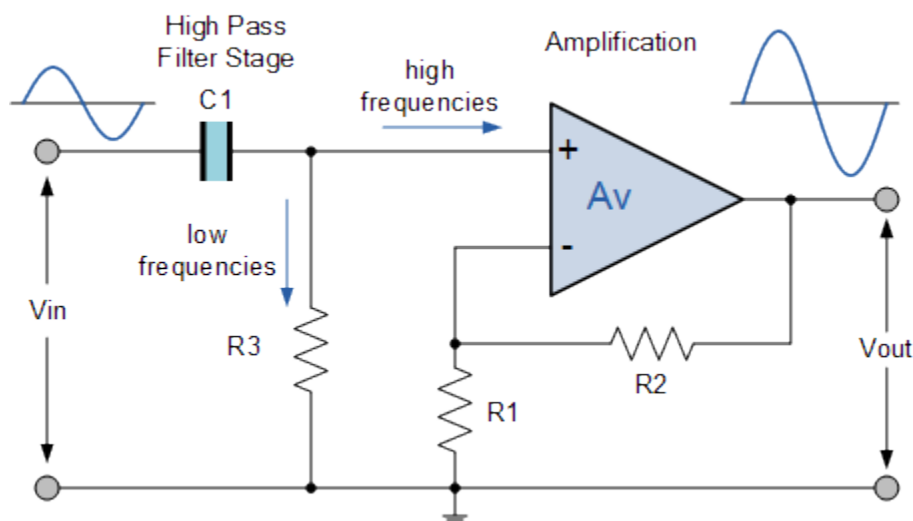 High Pass
Filter Stage
C1
high
frequencies
Amplification
+
Av
-
low
frequencies
Vin
R3
R1
R2
Vout